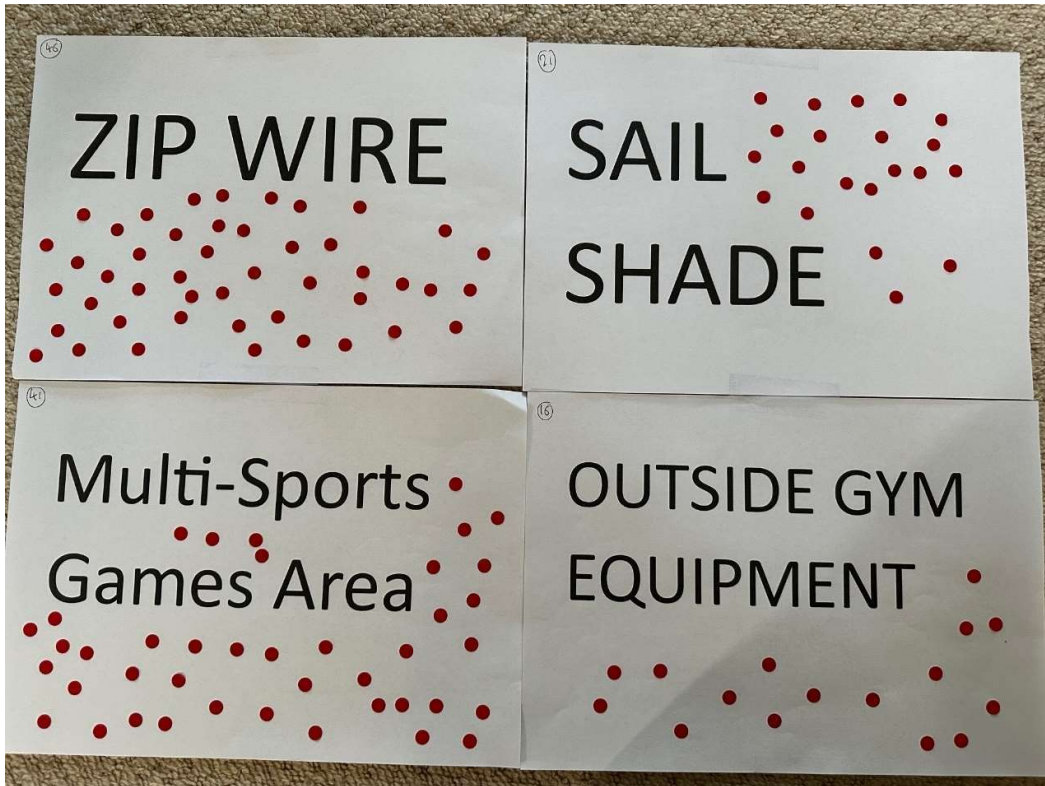 46
ZIP WIRE
21
SAIL
SHADE
41
Multi-Sports
Games Area
16
OUTSIDE GYM
EQUIPMENT